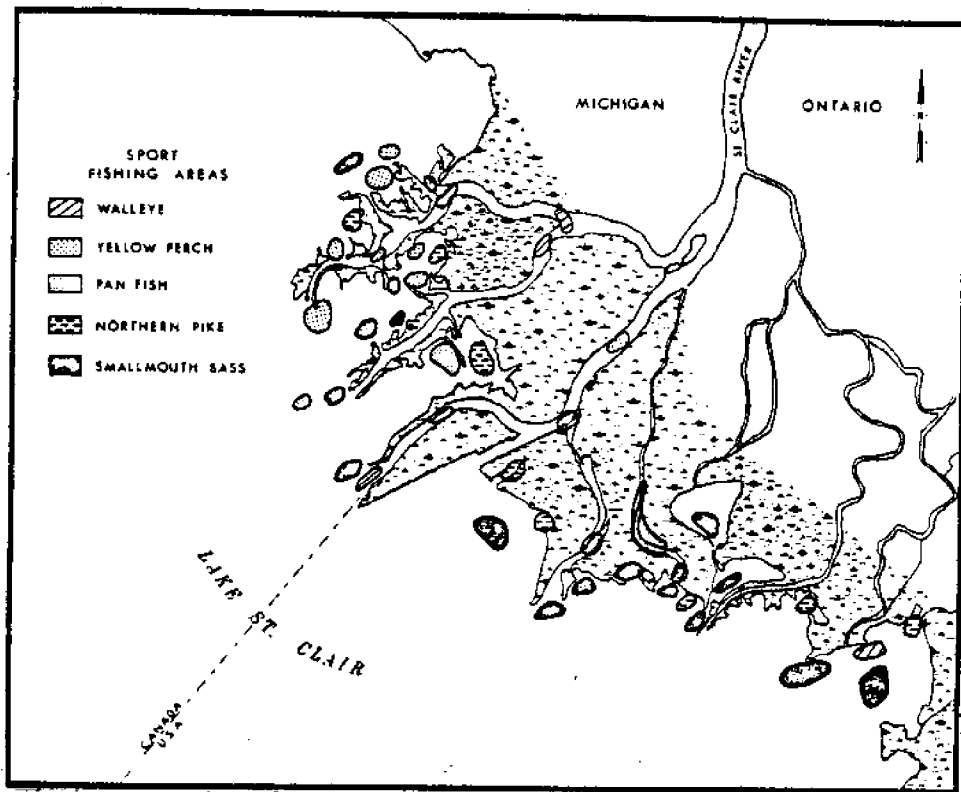 MICHIGAN
ST CLAIR RIVER
ONTARIO
N
SPORT
FISHING AREAS
WALLEYE
YELLOW PERCH
PAN FISH
NORTHERN PIKE
SMALLMOUTH BASS
LAKE ST. CLAIR
CANADA
USA